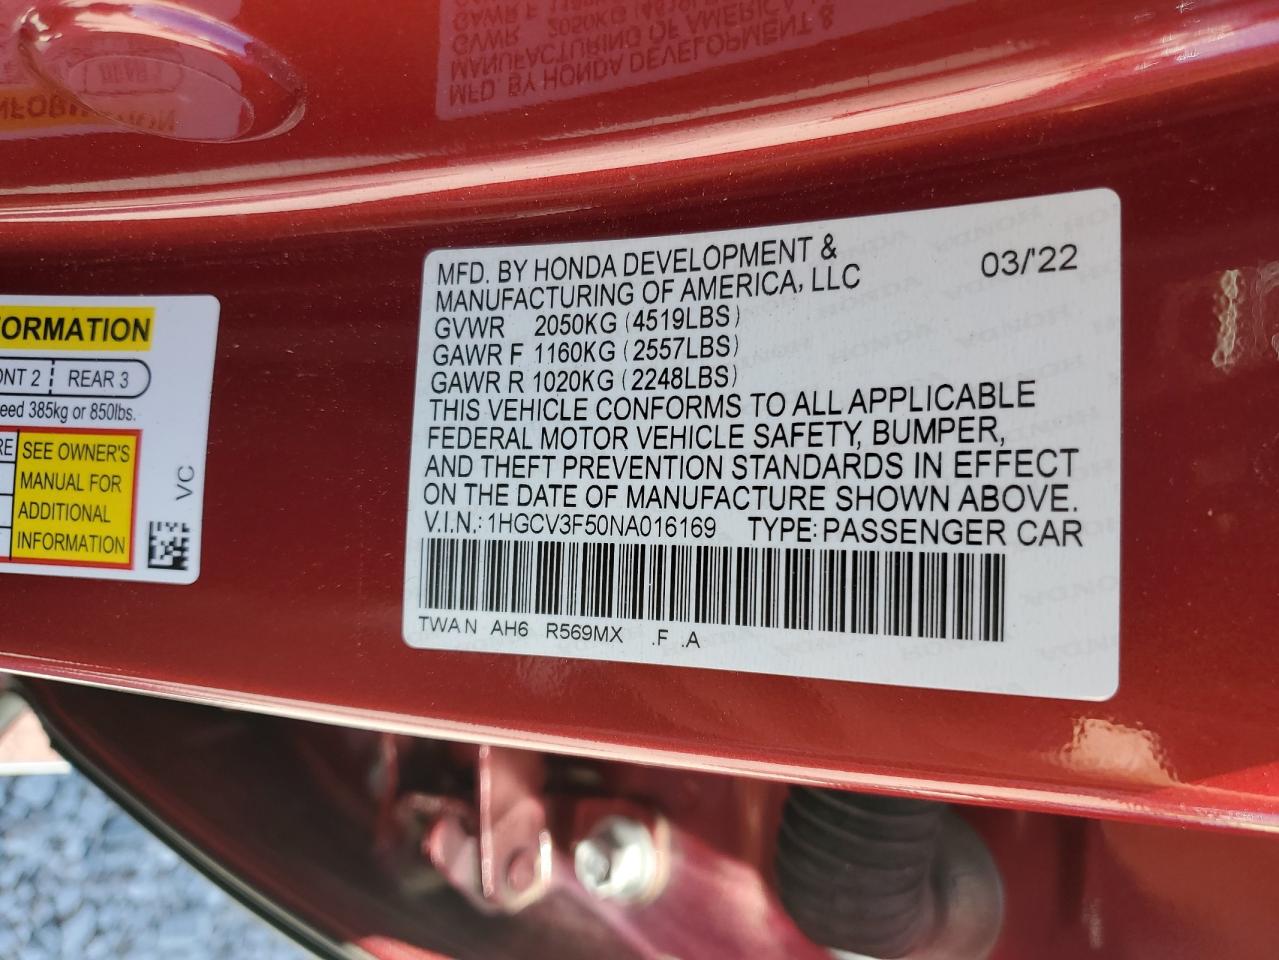 MFD. BY HONDA DEVELOPMENT &
MANUFACTURING OF AMERICA, LLC
03/'22
GVWR 2050KG (4519LBS)
GAWR F 1160KG (2557LBS)
GAWR R 1020KG (2248LBS)
THIS VEHICLE CONFORMS TO ALL APPLICABLE
FEDERAL MOTOR VEHICLE SAFETY, BUMPER,
AND THEFT PREVENTION STANDARDS IN EFFECT
ON THE DATE OF MANUFACTURE SHOWN ABOVE.
V.I.N.: 1HGCV3F50NA016169 TYPE: PASSENGER CAR
TWAN AH6 R569MX .F .A
FORMATION
ONT 2 REAR 3
eed 385kg or 850lbs.
RE
SEE OWNER'S
MANUAL FOR
ADDITIONAL
INFORMATION
VC